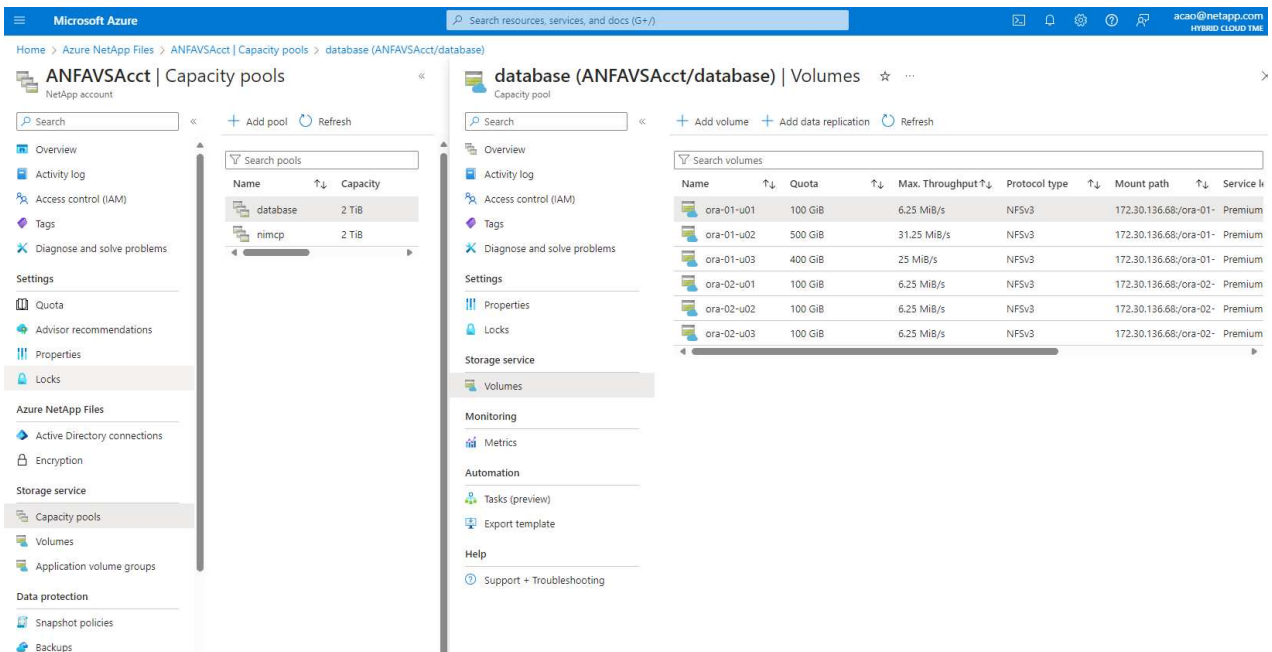 Microsoft Azure
Search resources, services, and docs (G+/)
acao@netapp.com
HYBRID CLOUD TME
Home > Azure NetApp Files > ANFAVSAcct | Capacity pools > database (ANFAVSAcct/database)
ANFAVSAcct | Capacity pools
NetApp account
Search
Overview
Activity log
Access control (IAM)
Tags
Diagnose and solve problems
Settings
Quota
Advisor recommendations
Properties
Locks
Azure NetApp Files
Active Directory connections
Encryption
Storage service
Capacity pools
Volumes
Application volume groups
Data protection
Snapshot policies
Backups
+ Add pool Refresh
Search pools
Name ↑↓ Capacity
database 2 TiB
nimcp 2 TiB
database (ANFAVSAcct/database) | Volumes ☆ ...
Capacity pool
Search
Overview
Activity log
Access control (IAM)
Tags
Diagnose and solve problems
Settings
Properties
Locks
Storage service
Volumes
Monitoring
Metrics
Automation
Tasks (preview)
Export template
Help
Support + Troubleshooting
+ Add volume + Add data replication Refresh
Search volumes
Name ↑↓ Quota ↑↓ Max. Throughput ↑↓ Protocol type ↑↓ Mount path ↑↓ Service l
ora-01-u01 100 GiB 6.25 MiB/s NFSv3 172.30.136.68:/ora-01- Premium
ora-01-u02 500 GiB 31.25 MiB/s NFSv3 172.30.136.68:/ora-01- Premium
ora-01-u03 400 GiB 25 MiB/s NFSv3 172.30.136.68:/ora-01- Premium
ora-02-u01 100 GiB 6.25 MiB/s NFSv3 172.30.136.68:/ora-02- Premium
ora-02-u02 100 GiB 6.25 MiB/s NFSv3 172.30.136.68:/ora-02- Premium
ora-02-u03 100 GiB 6.25 MiB/s NFSv3 172.30.136.68:/ora-02- Premium